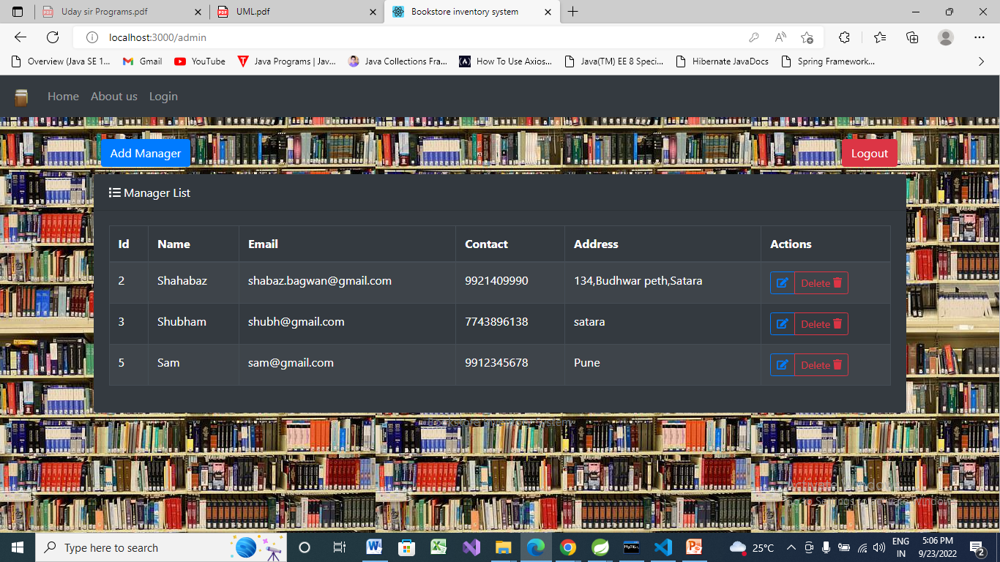 Uday sir Programs.pdf
UML.pdf
Bookstore inventory system
localhost:3000/admin
Overview (Java SE 1...
Gmail
YouTube
Java Programs | Jav...
Java Collections Fra...
How To Use Axios...
Java(TM) EE 8 Speci...
Hibernate JavaDocs
Spring Framework...
Home About us Login
Add Manager
Logout
Manager List
Id Name Email Contact Address Actions
2 Shahabaz shabaz.bagwan@gmail.com 9921409990 134,Budhwar peth,Satara Delete
3 Shubham shubh@gmail.com 7743896138 satara Delete
5 Sam sam@gmail.com 9912345678 Pune Delete
Type here to search
25°C
ENG
IN
5:06 PM
9/23/2022
2